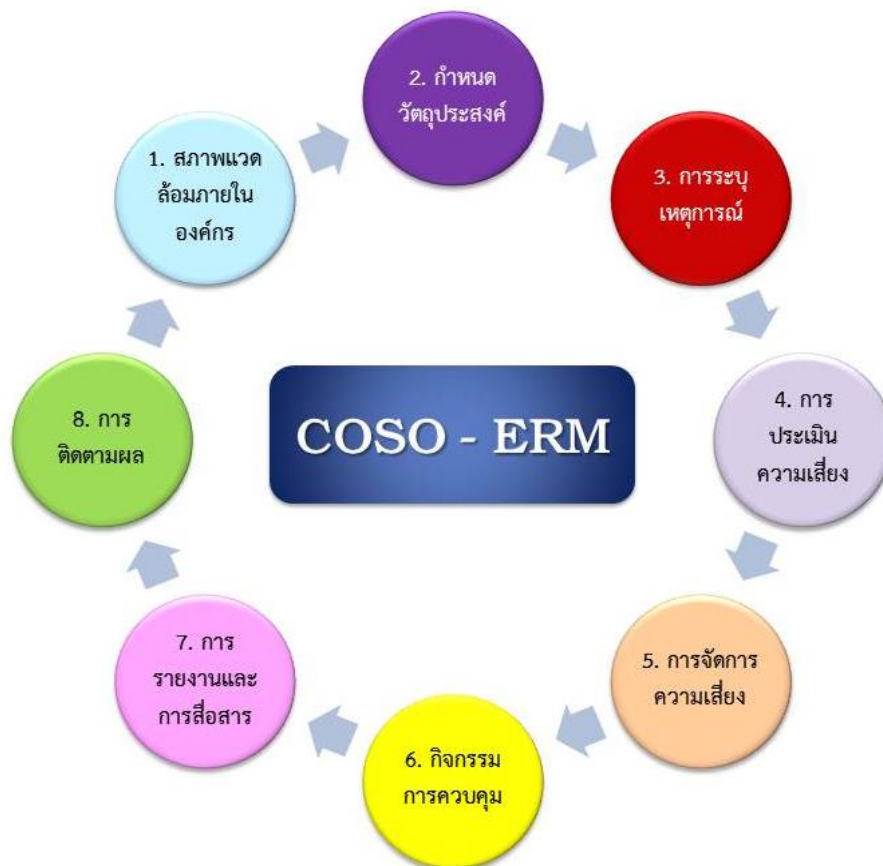 2. กำหนด
วัตถุประสงค์
1. สภาพแวด
ล้อมภายใน
องค์กร
3. การระบุ
เหตุการณ์
COSO - ERM
4. การ
ประเมิน
ความเสี่ยง
8. การ
ติดตามผล
5. การจัดการ
ความเสี่ยง
7. การ
รายงานและ
การสื่อสาร
6. กิจกรรม
การควบคุม